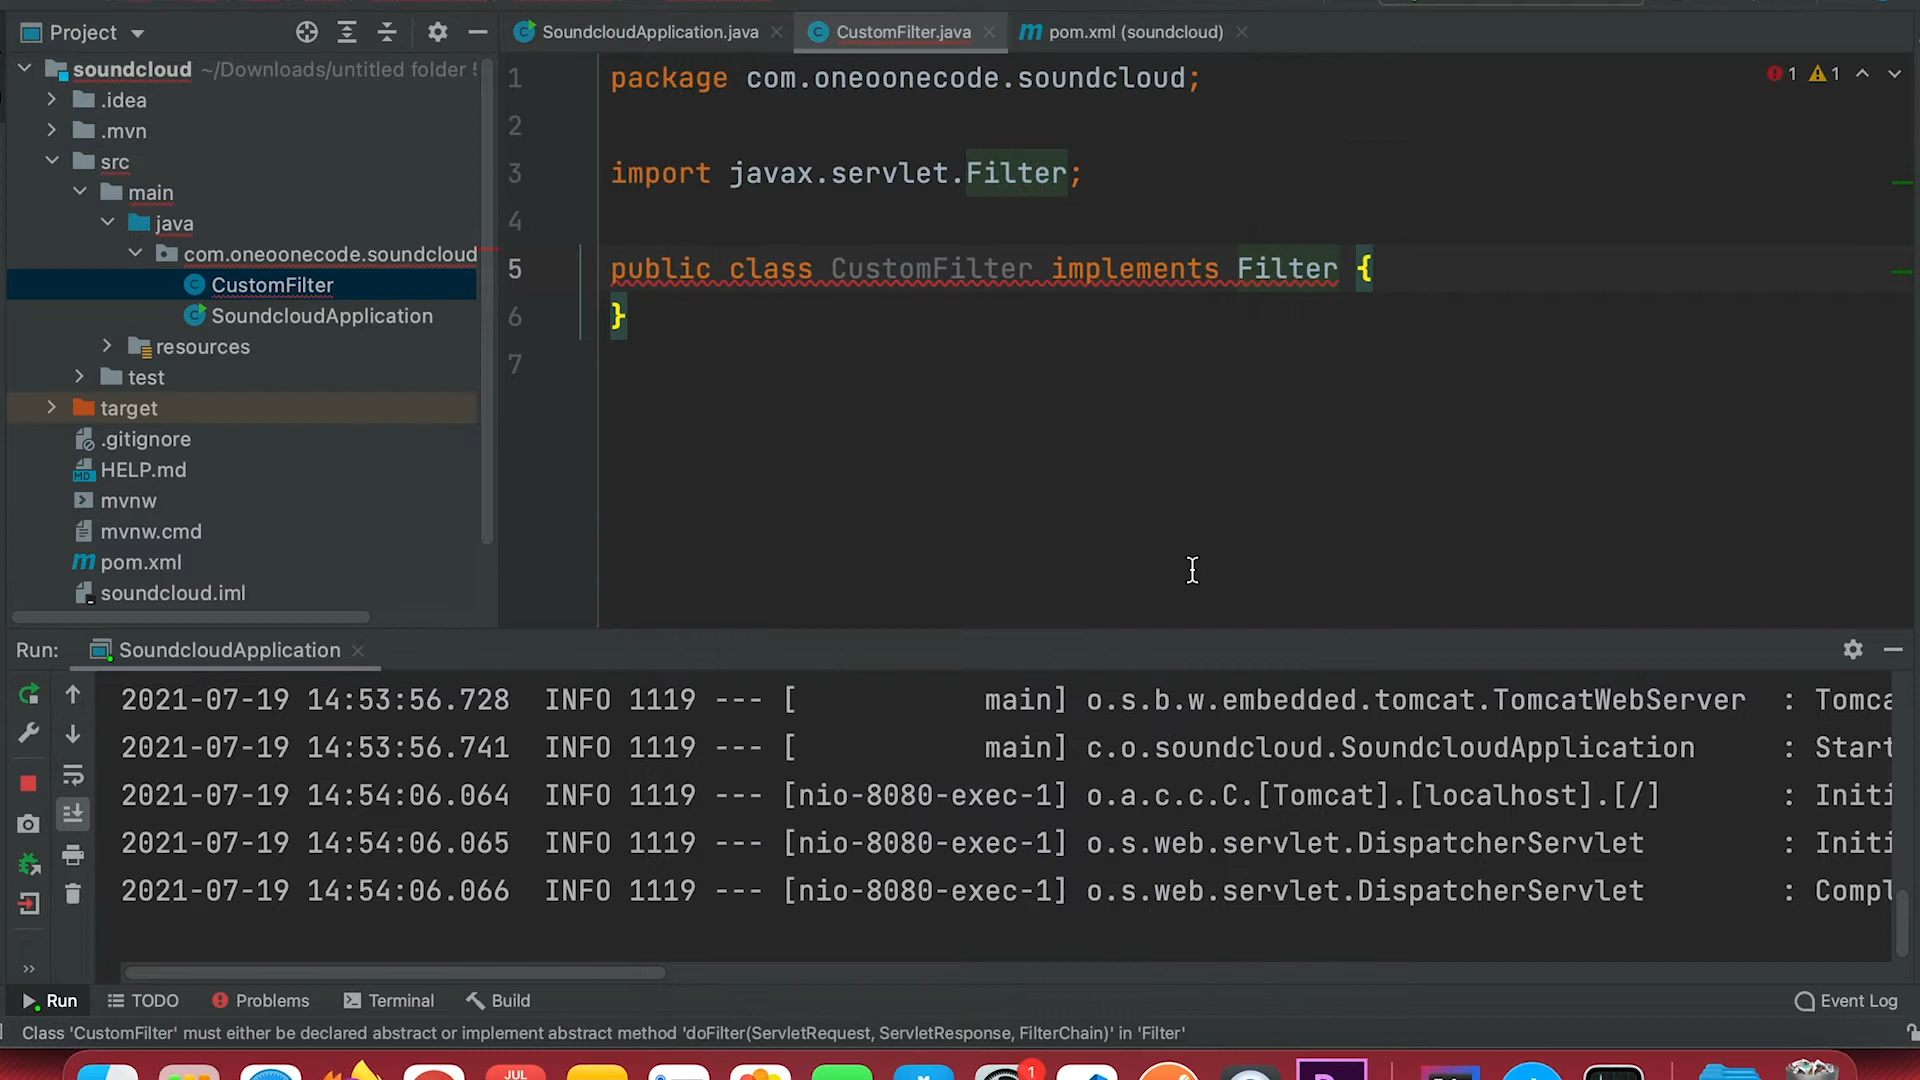 Project
SoundcloudApplication.java
CustomFilter.java
pom.xml (soundcloud)
soundcloud ~/Downloads/untitled folder
.idea
.mvn
src
main
java
com.oneoonecode.soundcloud
CustomFilter
SoundcloudApplication
resources
test
target
.gitignore
HELP.md
mvnw
mvnw.cmd
pom.xml
soundcloud.iml
1 package com.oneoonecode.soundcloud;
2
3 import javax.servlet.Filter;
4
5 public class CustomFilter implements Filter {
6 }
7
1 1
Run: SoundcloudApplication
2021-07-19 14:53:56.728 INFO 1119 --- [ main] o.s.b.w.embedded.tomcat.TomcatWebServer : Tomca
2021-07-19 14:53:56.741 INFO 1119 --- [ main] c.o.soundcloud.SoundcloudApplication : Start
2021-07-19 14:54:06.064 INFO 1119 --- [nio-8080-exec-1] o.a.c.c.C.[Tomcat].[localhost].[/] : Initi
2021-07-19 14:54:06.065 INFO 1119 --- [nio-8080-exec-1] o.s.web.servlet.DispatcherServlet : Initi
2021-07-19 14:54:06.066 INFO 1119 --- [nio-8080-exec-1] o.s.web.servlet.DispatcherServlet : Compl
Run TODO Problems Terminal Build Event Log
Class 'CustomFilter' must either be declared abstract or implement abstract method 'doFilter(ServletRequest, ServletResponse, FilterChain)' in 'Filter'
JUL
1